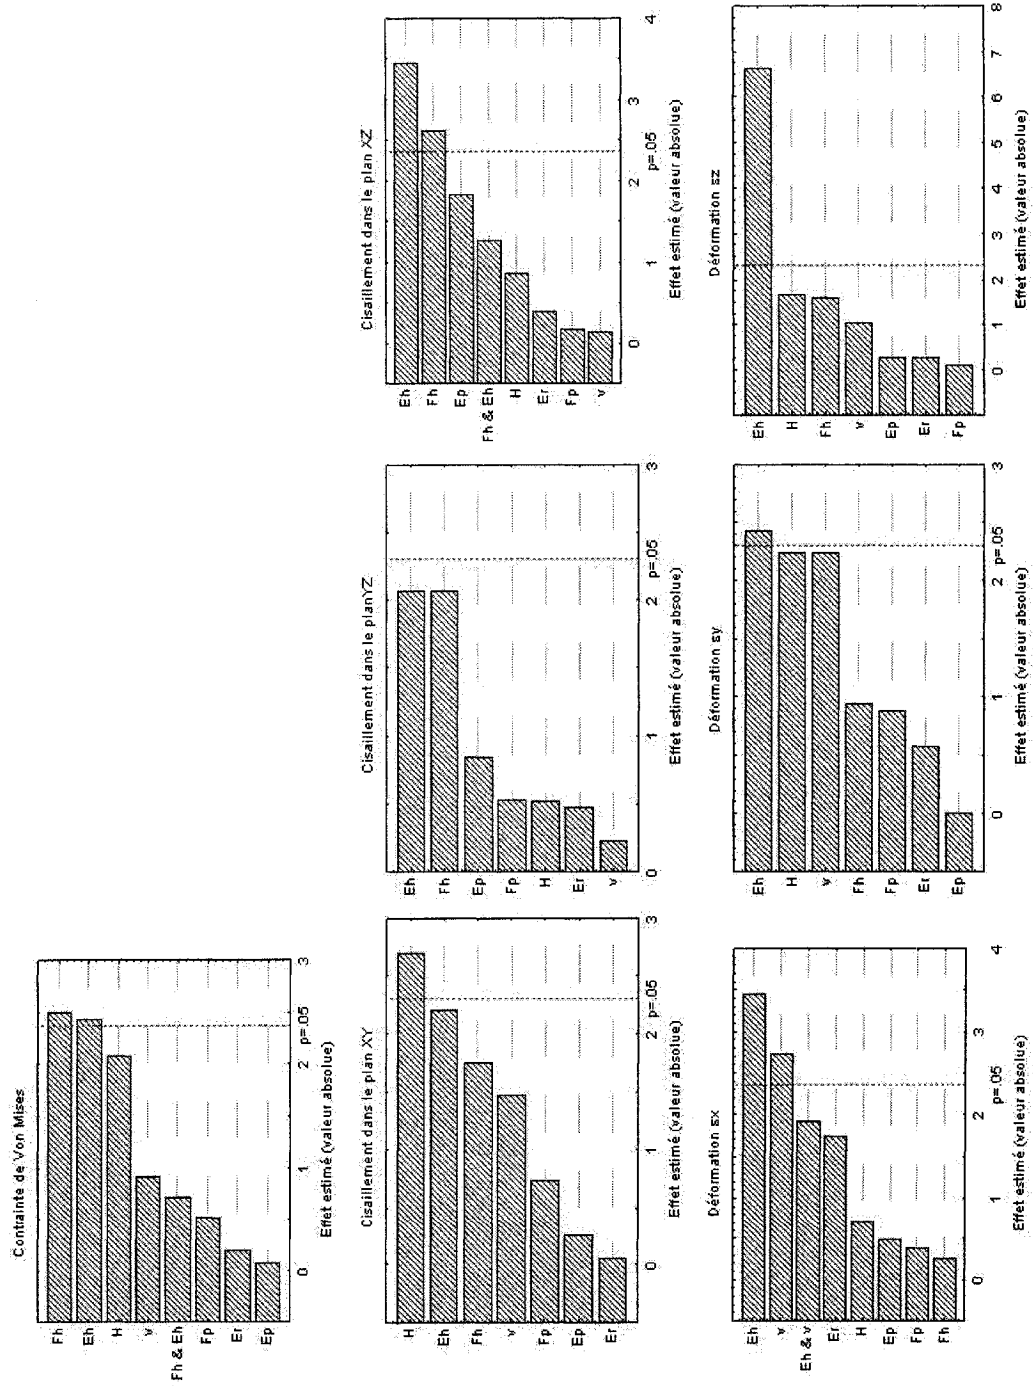 Contrainte de Von Mises
Fh
Eh
H
v
Fh & Eh
Fp
Er
Ep
0 1 2 p=.05 3
Effet estimé (valeur absolue)
Cisaillement dans le plan XY
H
Eh
Fh
v
Fp
Ep
Er
0 1 2 p=.05 3
Effet estimé (valeur absolue)
Cisaillement dans le planYZ
Eh
Fh
Ep
Fp
H
Er
v
0 1 2 p=.05 3
Effet estimé (valeur absolue)
Cisaillement dans le plan XZ
Eh
Fh
Ep
Fh & Eh
H
Er
Fp
v
0 1 2 p=.05 3 4
Effet estimé (valeur absolue)
Déformation εx
Eh
v
Eh & v
Er
H
Ep
Fp
Fh
0 1 2 p=.05 3 4
Effet estimé (valeur absolue)
Déformation εy
Eh
H
v
Fh
Fp
Er
Ep
0 1 2 p=.05 3
Effet estimé (valeur absolue)
Déformation εz
Eh
H
Fh
v
Ep
Er
Fp
0 1 2 3 4 5 6 7 8
Effet estimé (valeur absolue)